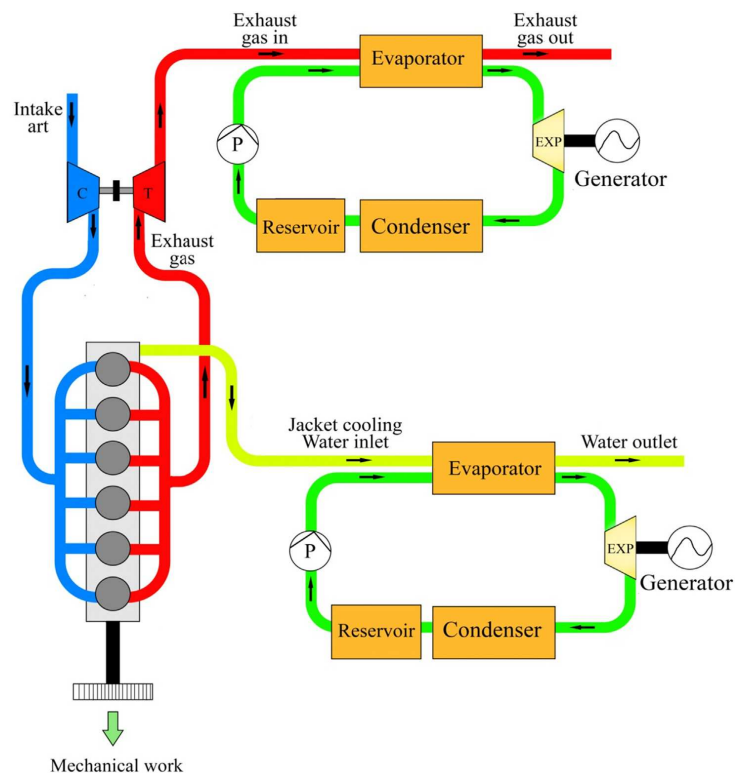 Exhaust
gas in
Exhaust
gas out
Evaporator
Intake
art
P
EXP
Generator
C
T
Reservoir
Condenser
Exhaust
gas
Jacket cooling
Water inlet
Water outlet
Evaporator
P
EXP
Generator
Reservoir
Condenser
Mechanical work